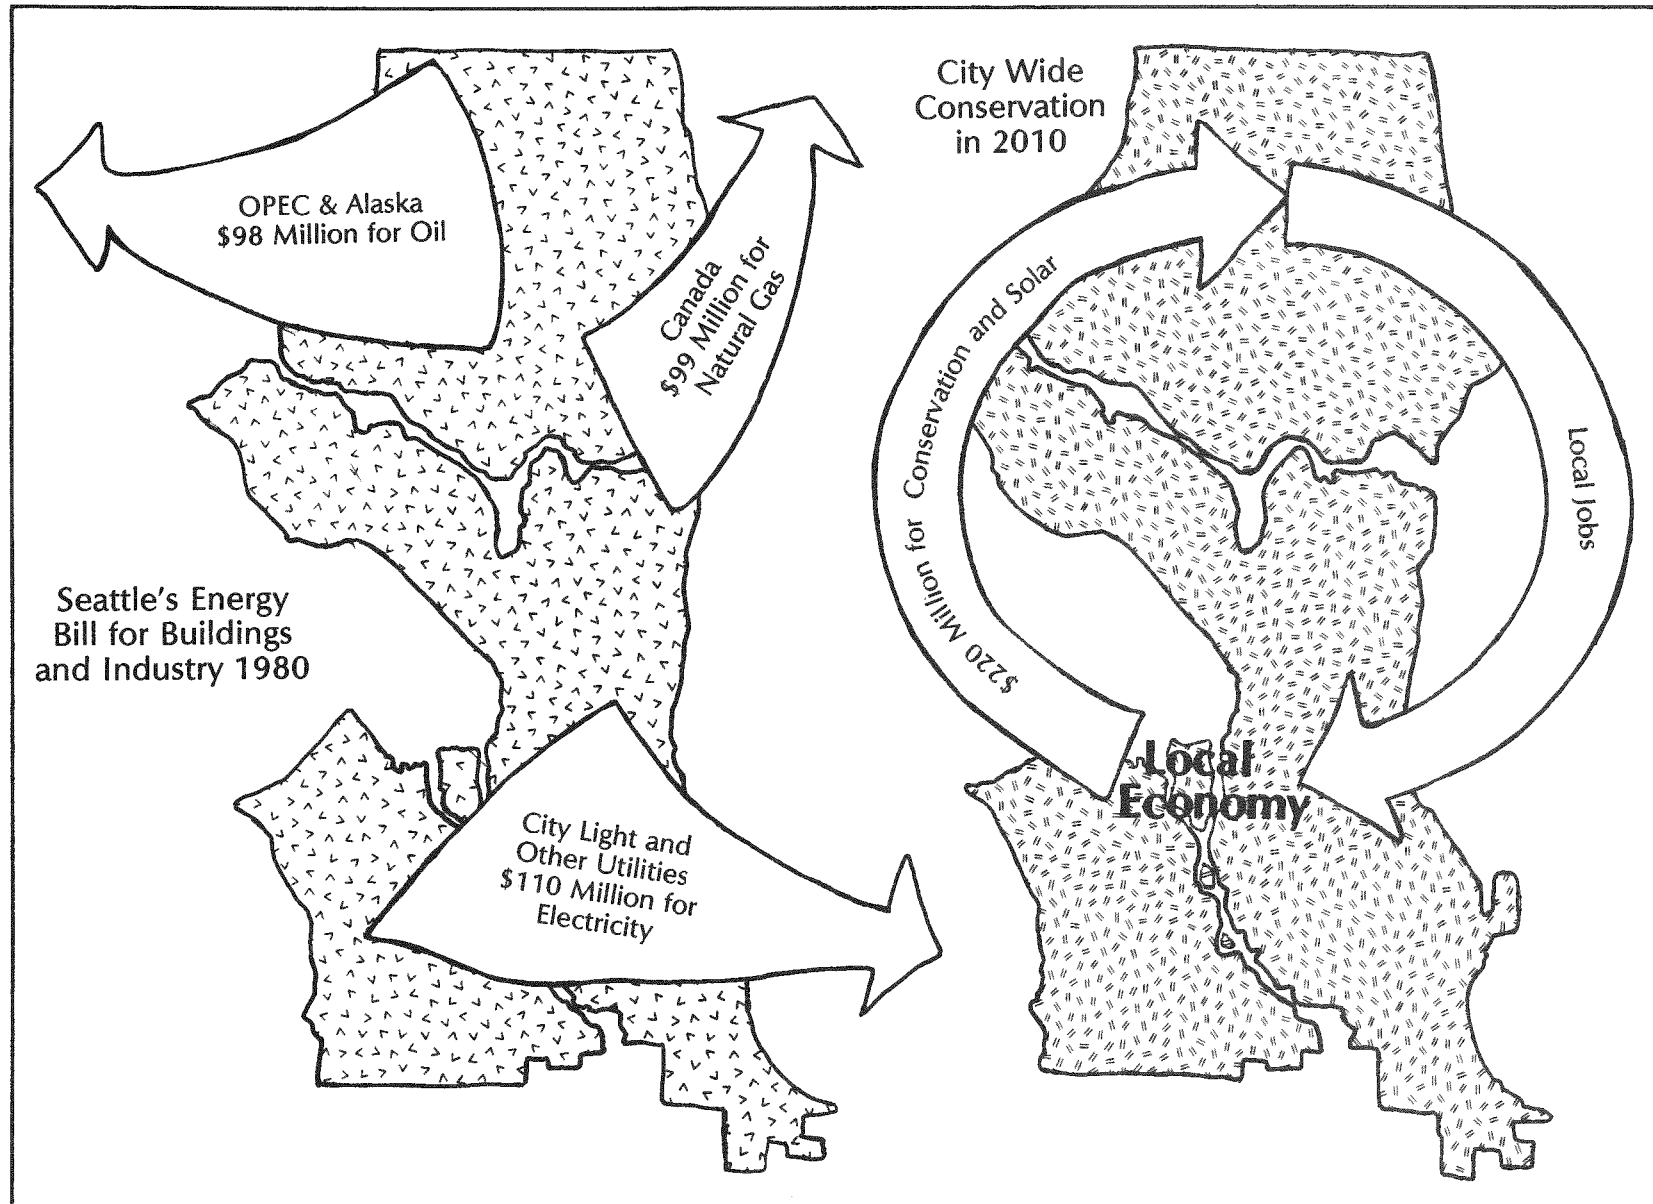 OPEC & Alaska
$98 Million for Oil
Canada
$99 Million for
Natural Gas
Seattle's Energy
Bill for Buildings
and Industry 1980
City Light and
Other Utilities
$110 Million for
Electricity
City Wide
Conservation
in 2010
$220 Million for Conservation and Solar
Local Jobs
Local
Economy